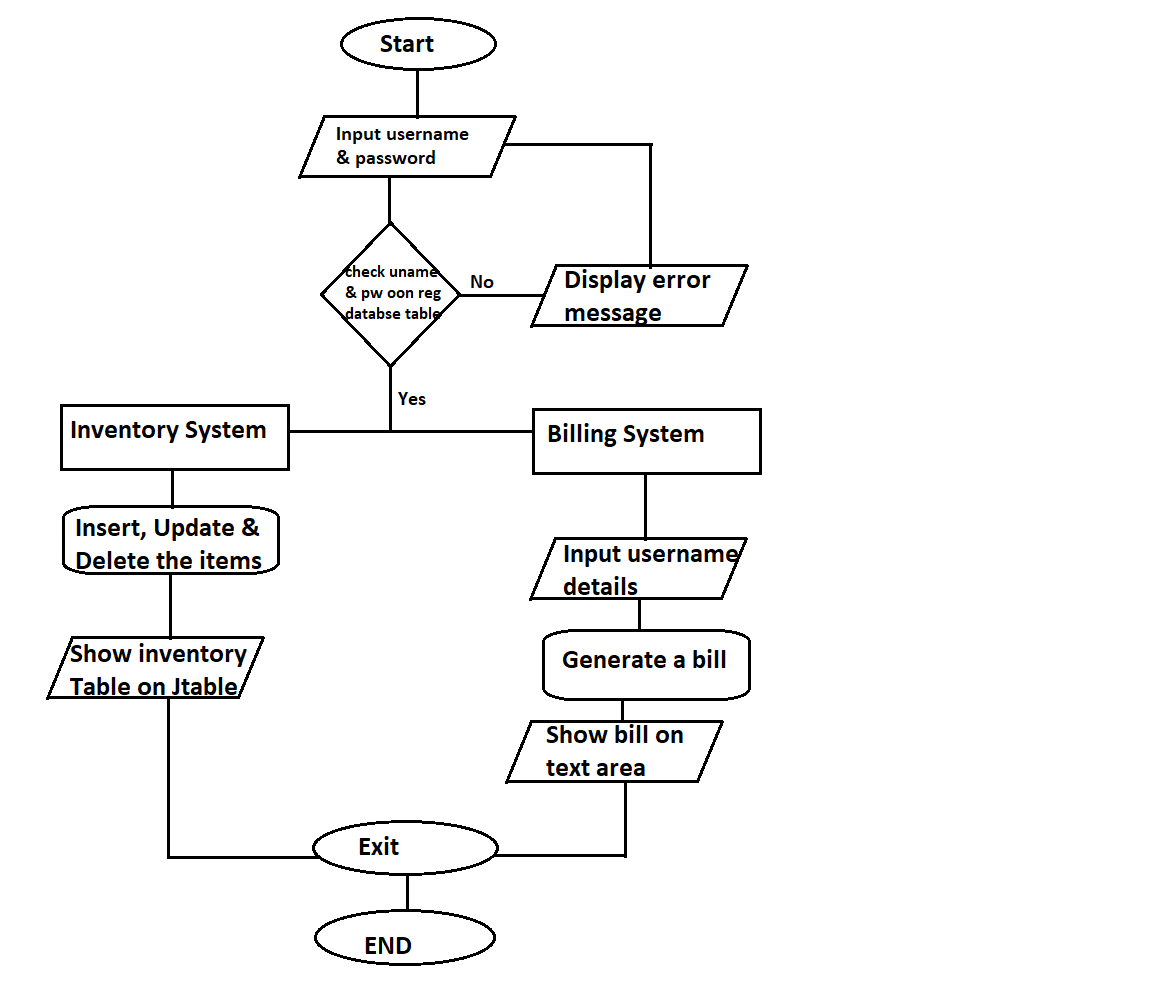 Start
Input username
& password
check uname
& pw oon reg
databse table
No
Display error
message
Yes
Inventory System
Billing System
Insert, Update &
Delete the items
Input username
details
Show inventory
Table on Jtable
Generate a bill
Show bill on
text area
Exit
END